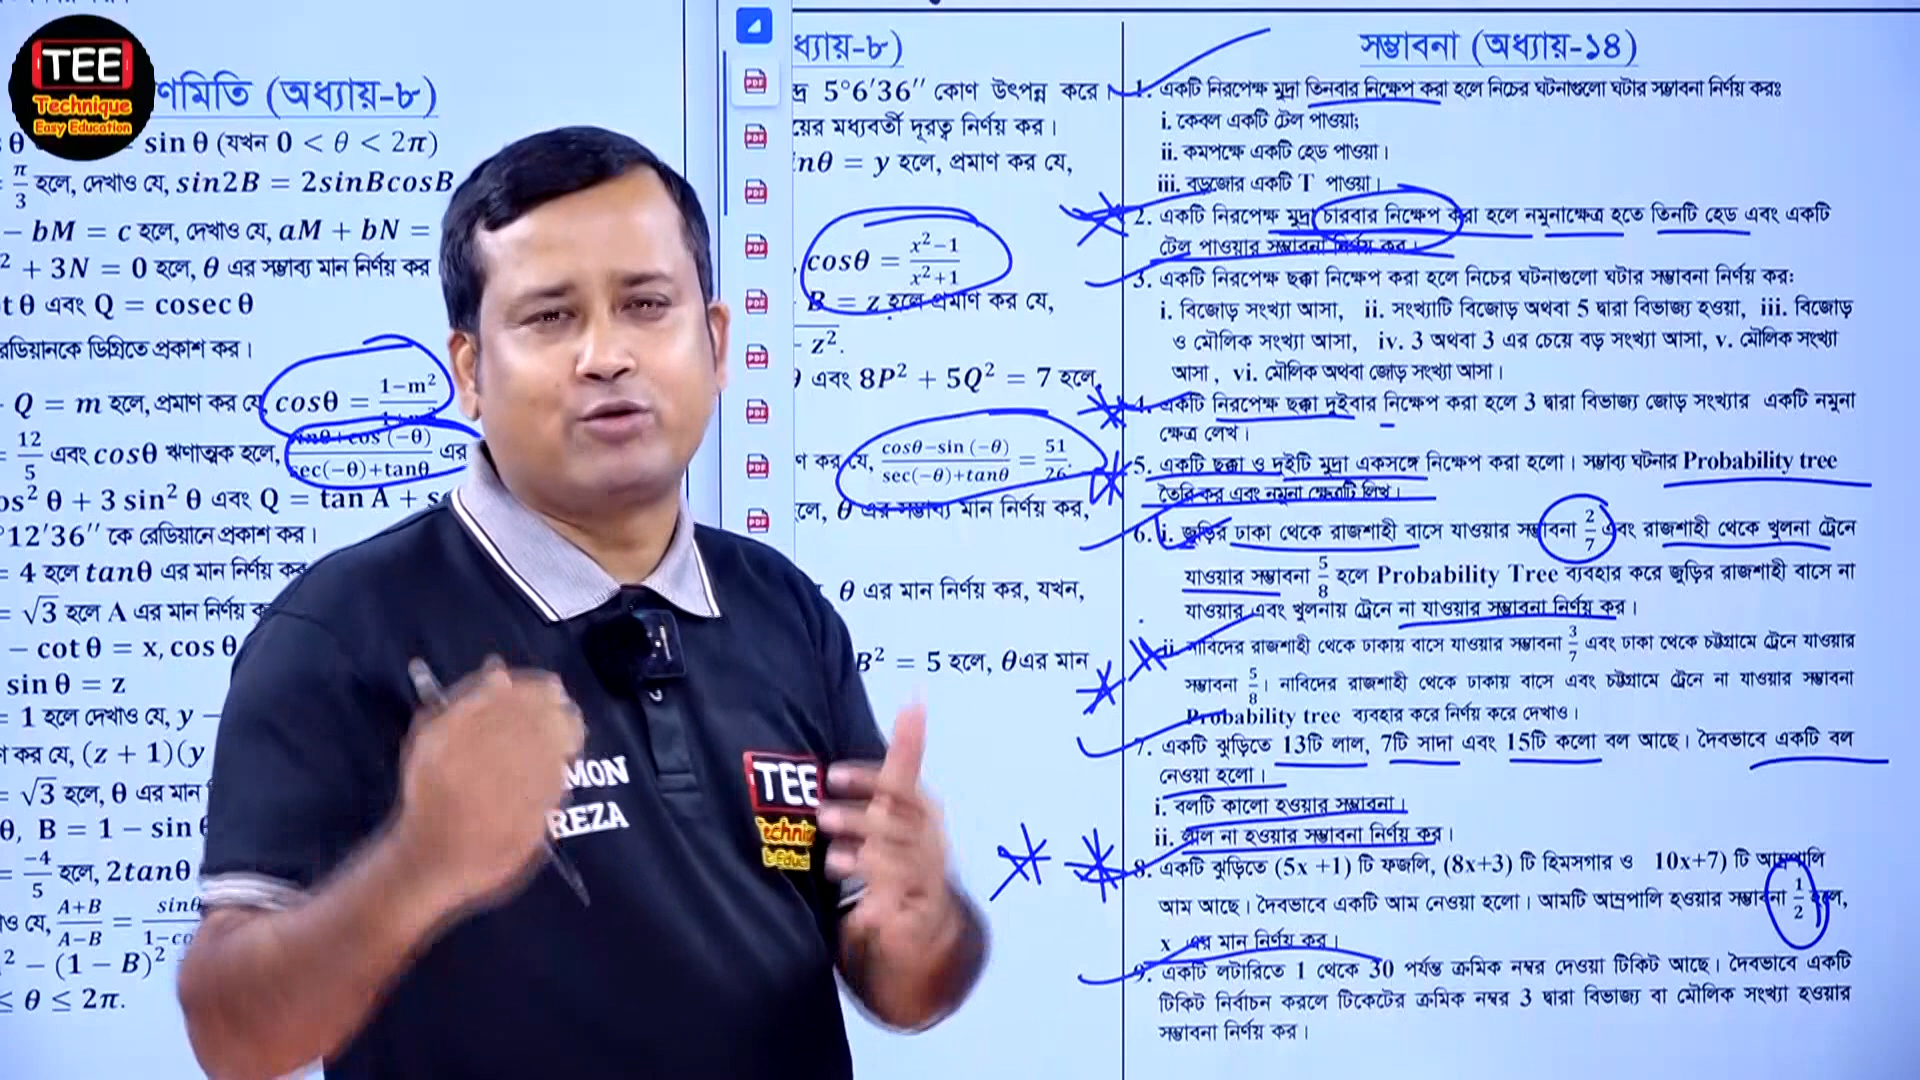 TEE
Technique
Easy Education
ণমিতি (অধ্যায়-৮)
sin θ (যখন 0 < θ < 2π)
π/3 হলে, দেখাও যে, sin2B = 2sinBcosB
− bM = c হলে, দেখাও যে, aM + bN =
2 + 3N = 0 হলে, θ এর সম্ভাব্য মান নির্ণয় কর
t θ এবং Q = cosec θ
রেডিয়ানকে ডিগ্রিতে প্রকাশ কর।
Q = m হলে, প্রমাণ কর যে, cosθ = 1−m²/1+m²
= 12/5 এবং cosθ ঋণাত্মক হলে, sinθ+cos (−θ)/sec(−θ)+tanθ এর
os² θ + 3 sin² θ এবং Q = tan A + s
°12′36″ কে রেডিয়ানে প্রকাশ কর।
= 4 হলে tanθ এর মান নির্ণয় কর
= √3 হলে A এর মান নির্ণয় ক
− cot θ = x, cos θ
sin θ = z
= 1 হলে দেখাও যে, y −
কর যে, (z + 1)(y
= √3 হলে, θ এর মান
θ, B = 1 − sin θ
= −4/5 হলে, 2tanθ
ও যে, A+B/A−B = sinθ/1−co
2 − (1 − B)²
≤ θ ≤ 2π.
MON
REZA
TEE
ধ্যায়-৮)
দ্র 5°6′36″ কোণ উৎপন্ন করে।
য়ের মধ্যবর্তী দূরত্ব নির্ণয় কর।
inθ = y হলে, প্রমাণ কর যে,
cosθ = x²−1/x²+1
B = z হলে প্রমাণ কর যে,
− z².
এবং 8P² + 5Q² = 7 হলে,
ণ কর যে, cosθ−sin (−θ)/sec(−θ)+tanθ = 51/26.
লে, θ এর সম্ভাব্য মান নির্ণয় কর,
θ এর মান নির্ণয় কর, যখন,
B² = 5 হলে, θএর মান
সম্ভাবনা (অধ্যায়-১৪)
1. একটি নিরপেক্ষ মুদ্রা তিনবার নিক্ষেপ করা হলে নিচের ঘটনাগুলো ঘটার সম্ভাবনা নির্ণয় করঃ
i. কেবল একটি টেল পাওয়া;
ii. কমপক্ষে একটি হেড পাওয়া।
iii. বড়জোর একটি T পাওয়া।
2. একটি নিরপেক্ষ মুদ্রা চারবার নিক্ষেপ করা হলে নমুনাক্ষেত্র হতে তিনটি হেড এবং একটি
টেল পাওয়ার সম্ভাবনা নির্ণয় কর।
3. একটি নিরপেক্ষ ছক্কা নিক্ষেপ করা হলে নিচের ঘটনাগুলো ঘটার সম্ভাবনা নির্ণয় কর:
i. বিজোড় সংখ্যা আসা, ii. সংখ্যাটি বিজোড় অথবা 5 দ্বারা বিভাজ্য হওয়া, iii. বিজোড়
ও মৌলিক সংখ্যা আসা, iv. 3 অথবা 3 এর চেয়ে বড় সংখ্যা আসা, v. মৌলিক সংখ্যা
আসা , vi. মৌলিক অথবা জোড় সংখ্যা আসা।
4. একটি নিরপেক্ষ ছক্কা দুইবার নিক্ষেপ করা হলে 3 দ্বারা বিভাজ্য জোড় সংখ্যার একটি নমুনা
ক্ষেত্র লেখ।
5. একটি ছক্কা ও দুইটি মুদ্রা একসঙ্গে নিক্ষেপ করা হলো। সম্ভাব্য ঘটনার Probability tree
তৈরি কর এবং নমুনা ক্ষেত্রটি লিখ।
6. i. জুড়ির ঢাকা থেকে রাজশাহী বাসে যাওয়ার সম্ভাবনা 2/7 এবং রাজশাহী থেকে খুলনা ট্রেনে
যাওয়ার সম্ভাবনা 5/8 হলে Probability Tree ব্যবহার করে জুড়ির রাজশাহী বাসে না
যাওয়ার এবং খুলনায় ট্রেনে না যাওয়ার সম্ভাবনা নির্ণয় কর।
ii. নাবিদের রাজশাহী থেকে ঢাকায় বাসে যাওয়ার সম্ভাবনা 3/7 এবং ঢাকা থেকে চট্টগ্রামে ট্রেনে যাওয়ার
সম্ভাবনা 5/8। নাবিদের রাজশাহী থেকে ঢাকায় বাসে এবং চট্টগ্রামে ট্রেনে না যাওয়ার সম্ভাবনা
Probability tree ব্যবহার করে নির্ণয় করে দেখাও।
7. একটি ঝুড়িতে 13টি লাল, 7টি সাদা এবং 15টি কলো বল আছে। দৈবভাবে একটি বল
নেওয়া হলো।
i. বলটি কালো হওয়ার সম্ভাবনা।
ii. লাল না হওয়ার সম্ভাবনা নির্ণয় কর।
8. একটি ঝুড়িতে (5x +1) টি ফজলি, (8x+3) টি হিমসগার ও 10x+7) টি আম্রপালি
আম আছে। দৈবভাবে একটি আম নেওয়া হলো। আমটি আম্রপালি হওয়ার সম্ভাবনা 1/2 হলে,
x এর মান নির্ণয় কর।
9. একটি লটারিতে 1 থেকে 30 পর্যন্ত ক্রমিক নম্বর দেওয়া টিকিট আছে। দৈবভাবে একটি
টিকিট নির্বাচন করলে টিকেটের ক্রমিক নম্বর 3 দ্বারা বিভাজ্য বা মৌলিক সংখ্যা হওয়ার
সম্ভাবনা নির্ণয় কর।